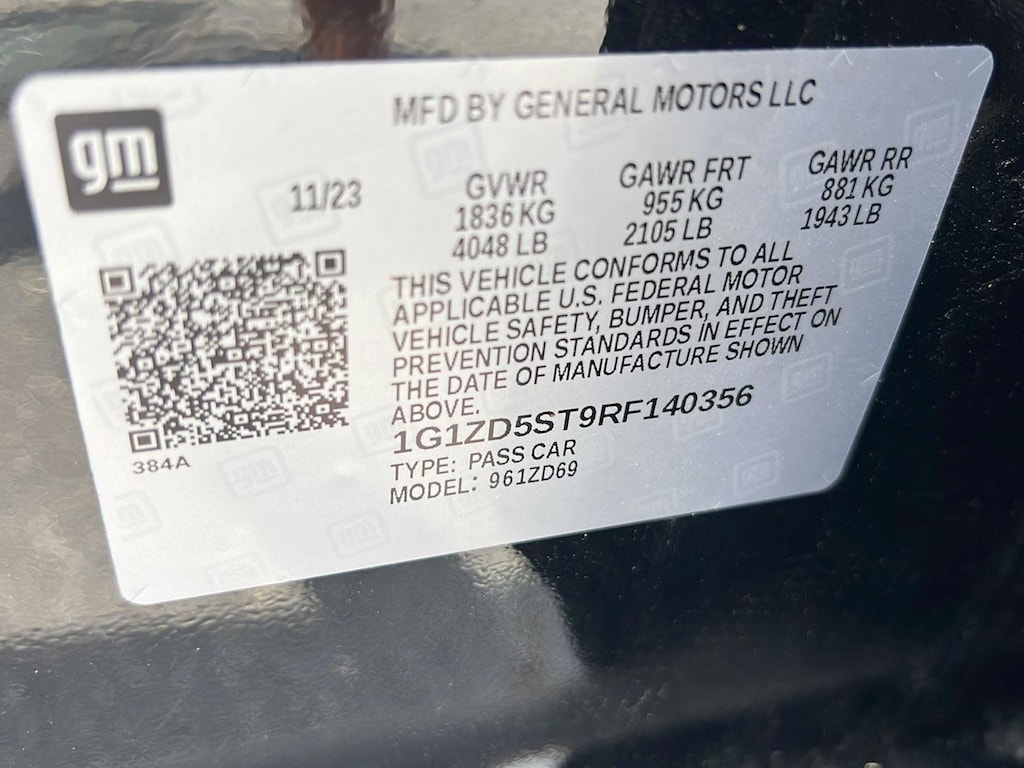 gm
MFD BY GENERAL MOTORS LLC
11/23
GVWR
1836 KG
4048 LB
GAWR FRT
955 KG
2105 LB
GAWR RR
881 KG
1943 LB
THIS VEHICLE CONFORMS TO ALL
APPLICABLE U.S. FEDERAL MOTOR
VEHICLE SAFETY, BUMPER, AND THEFT
PREVENTION STANDARDS IN EFFECT ON
THE DATE OF MANUFACTURE SHOWN
ABOVE.
1G1ZD5ST9RF140356
TYPE: PASS CAR
MODEL: 961ZD69
384A